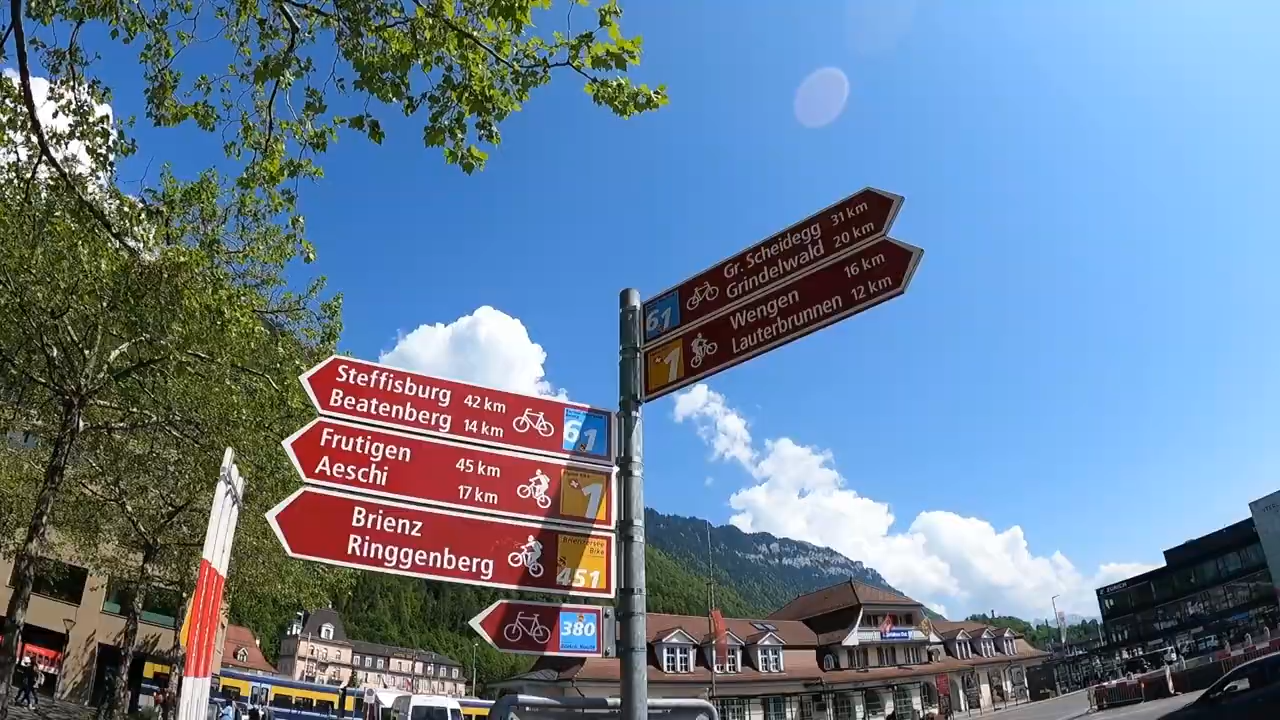 Gr. Scheidegg 31 km
61 Grindelwald 20 km
Wengen 16 km
1 Lauterbrunnen 12 km
Steffisburg 42 km
Beatenberg 14 km 61
Frutigen 45 km
Aeschi 17 km 1
Brienz
Ringgenberg 451
380